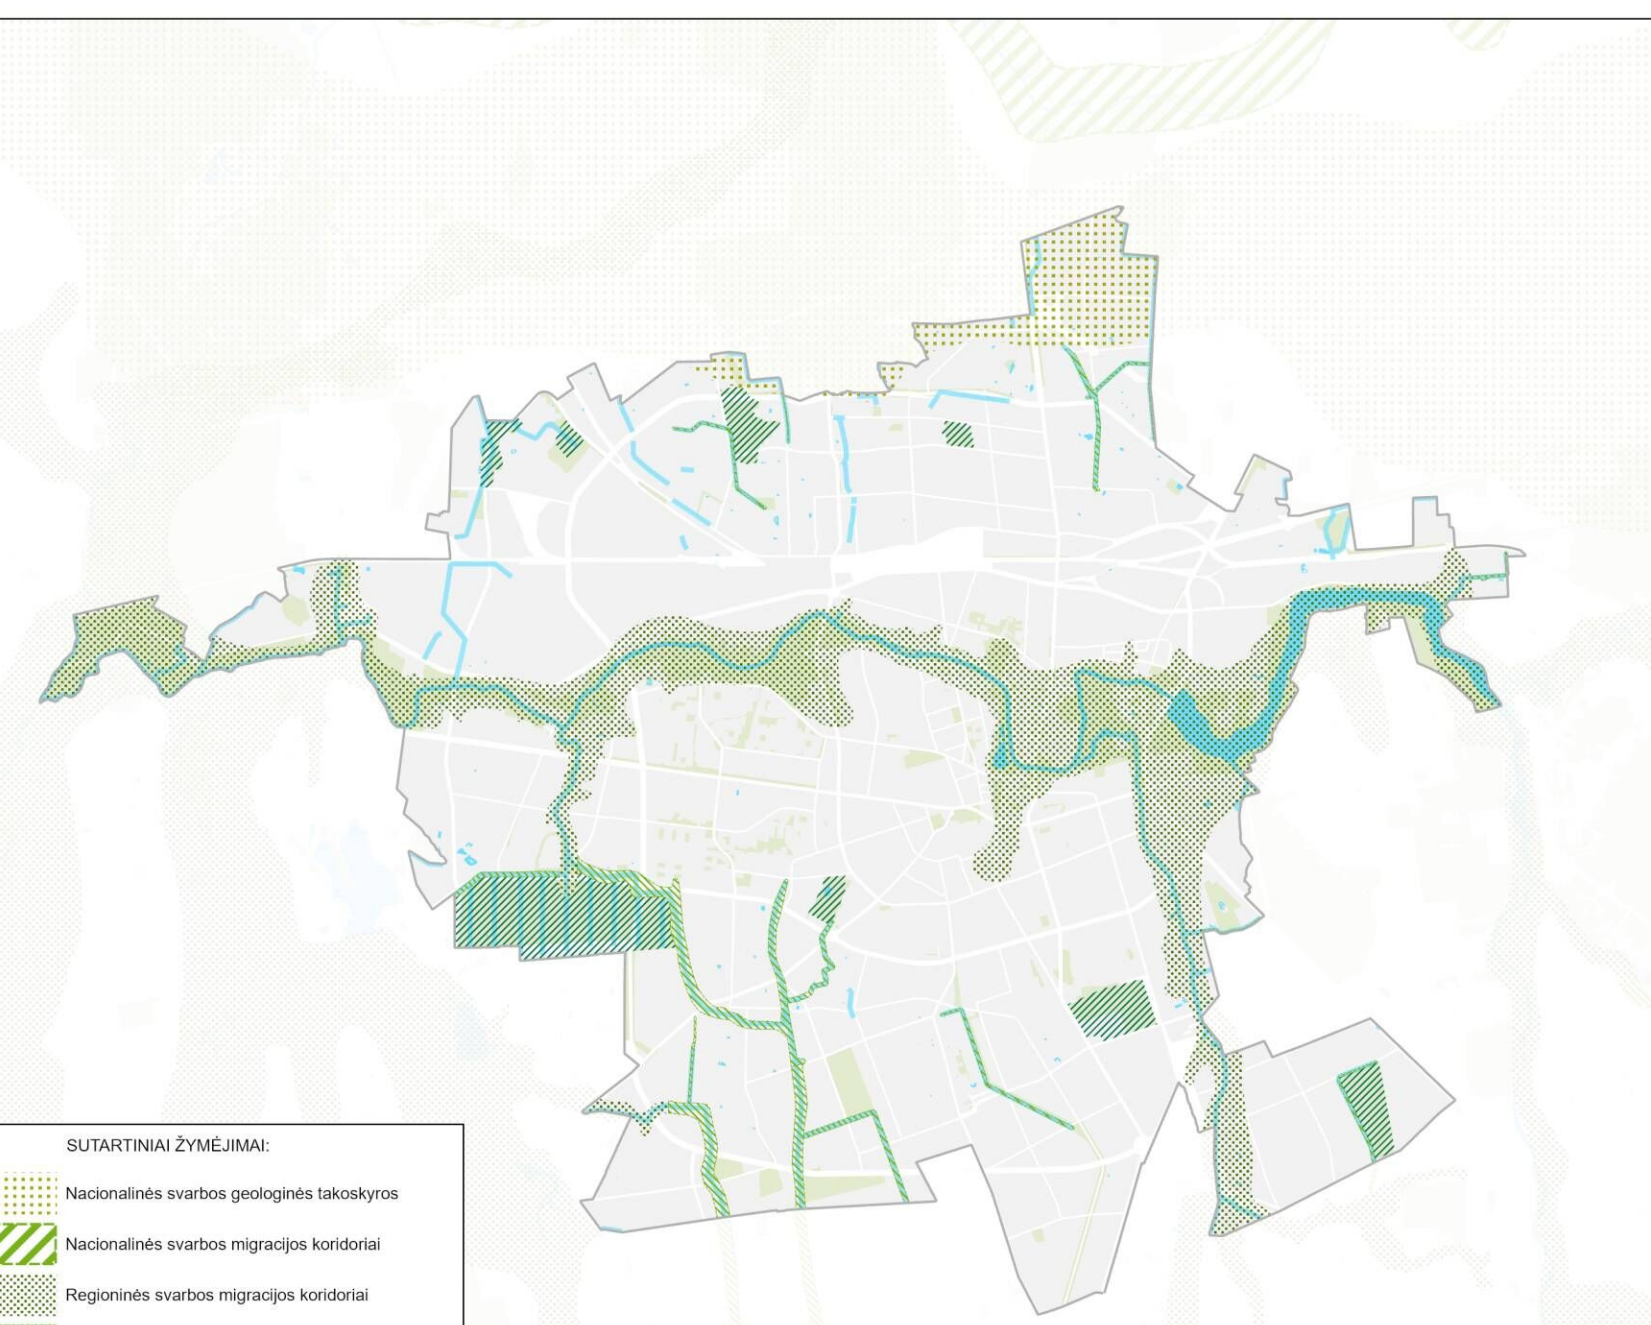 SUTARTINIAI ŽYMĖJIMAI:
Nacionalinės svarbos geologinės takoskyros
Nacionalinės svarbos migracijos koridoriai
Regioninės svarbos migracijos koridoriai